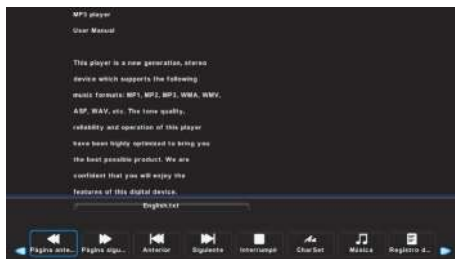 MP3 player
User Manual
This player is a new generation, stereo
device which supports the following
music formats: MP1, MP2, MP3, WMA, WMV,
ASF, WAV, etc. The tone quality,
reliability and operation of this player
have been highly optimized to bring you
the best possible product. We are
confident that you will enjoy the
features of this digital device.
English.txt
Página ante... Página sigu... Anterior Siguiente Interrumpir CharSet Música Registro d...